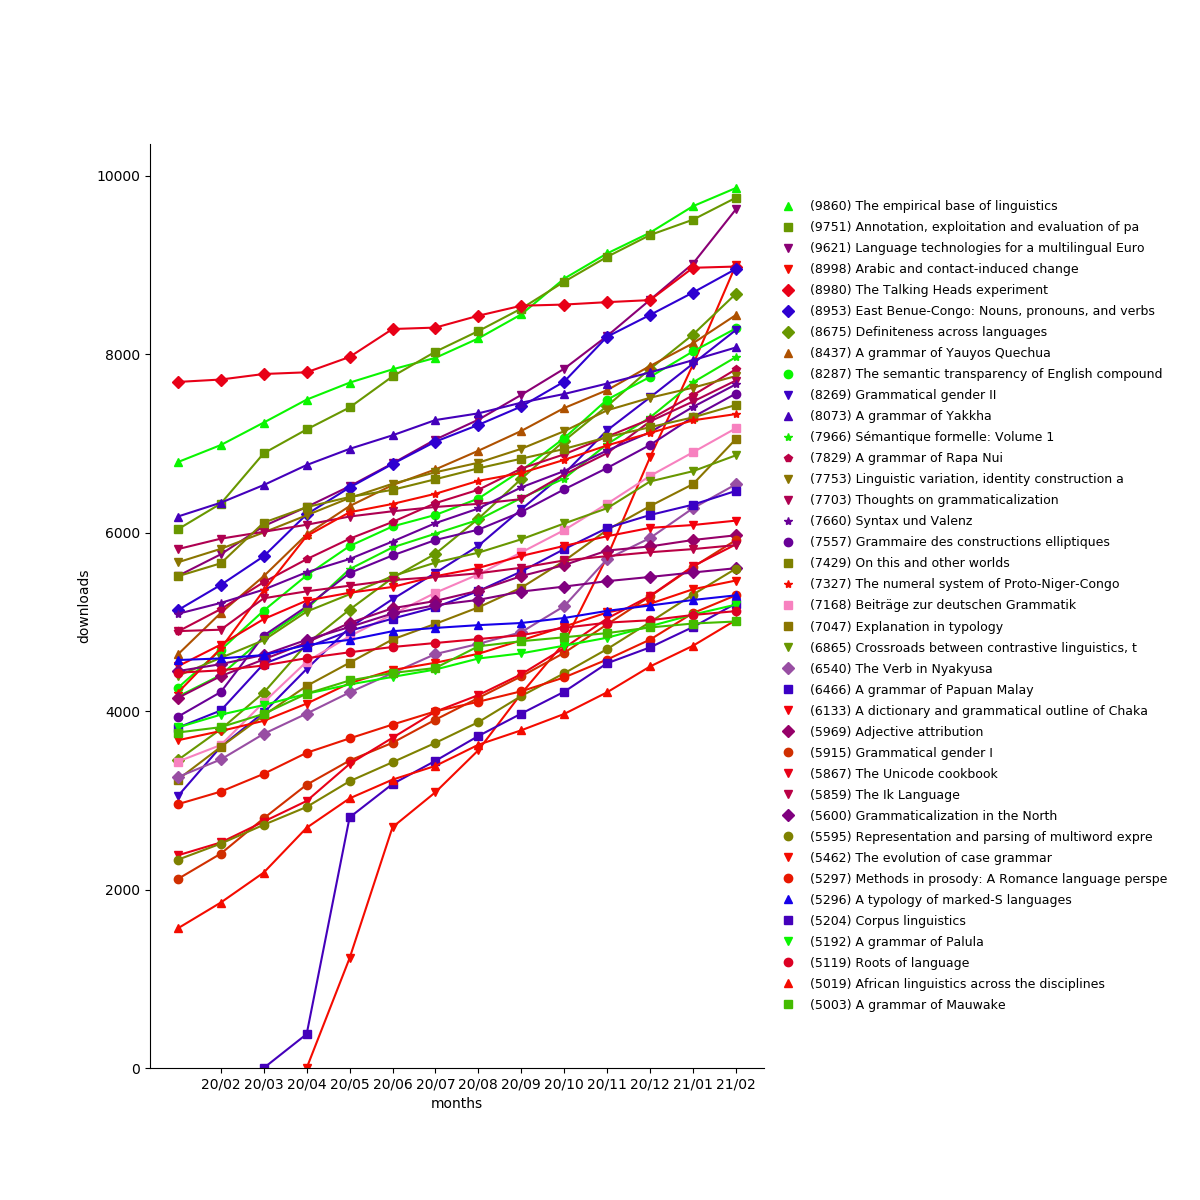 10000
8000
6000
4000
2000
0
downloads
20/02 20/03 20/04 20/05 20/06 20/07 20/08 20/09 20/10 20/11 20/12 21/01 21/02
months
(9860) The empirical base of linguistics
(9751) Annotation, exploitation and evaluation of pa
(9621) Language technologies for a multilingual Euro
(8998) Arabic and contact-induced change
(8980) The Talking Heads experiment
(8953) East Benue-Congo: Nouns, pronouns, and verbs
(8675) Definiteness across languages
(8437) A grammar of Yauyos Quechua
(8287) The semantic transparency of English compound
(8269) Grammatical gender II
(8073) A grammar of Yakkha
(7966) Sémantique formelle: Volume 1
(7829) A grammar of Rapa Nui
(7753) Linguistic variation, identity construction a
(7703) Thoughts on grammaticalization
(7660) Syntax und Valenz
(7557) Grammaire des constructions elliptiques
(7429) On this and other worlds
(7327) The numeral system of Proto-Niger-Congo
(7168) Beiträge zur deutschen Grammatik
(7047) Explanation in typology
(6865) Crossroads between contrastive linguistics, t
(6540) The Verb in Nyakyusa
(6466) A grammar of Papuan Malay
(6133) A dictionary and grammatical outline of Chaka
(5969) Adjective attribution
(5915) Grammatical gender I
(5867) The Unicode cookbook
(5859) The Ik Language
(5600) Grammaticalization in the North
(5595) Representation and parsing of multiword expre
(5462) The evolution of case grammar
(5297) Methods in prosody: A Romance language perspe
(5296) A typology of marked-S languages
(5204) Corpus linguistics
(5192) A grammar of Palula
(5119) Roots of language
(5019) African linguistics across the disciplines
(5003) A grammar of Mauwake